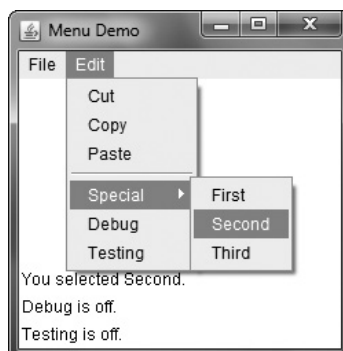 Menu Demo
File Edit
Cut
Copy
Paste
Special
Debug
Testing
First
Second
Third
You selected Second.
Debug is off.
Testing is off.